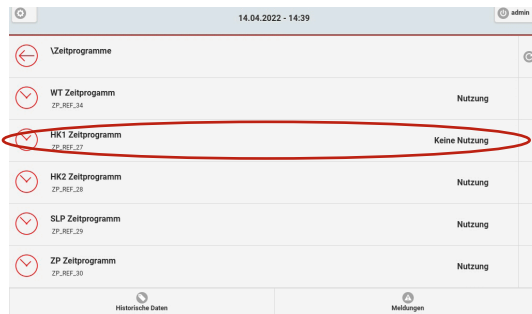 14.04.2022 - 14:39
admin
\Zeitprogramme
WT Zeitprogamm
Nutzung
ZP_REF_34
HK1 Zeitprogramm
Keine Nutzung
ZP_REF_27
HK2 Zeitprogramm
Nutzung
ZP_REF_28
SLP Zeitprogramm
Nutzung
ZP_REF_29
ZP Zeitprogramm
Nutzung
ZP_REF_30
Historische Daten
Meldungen